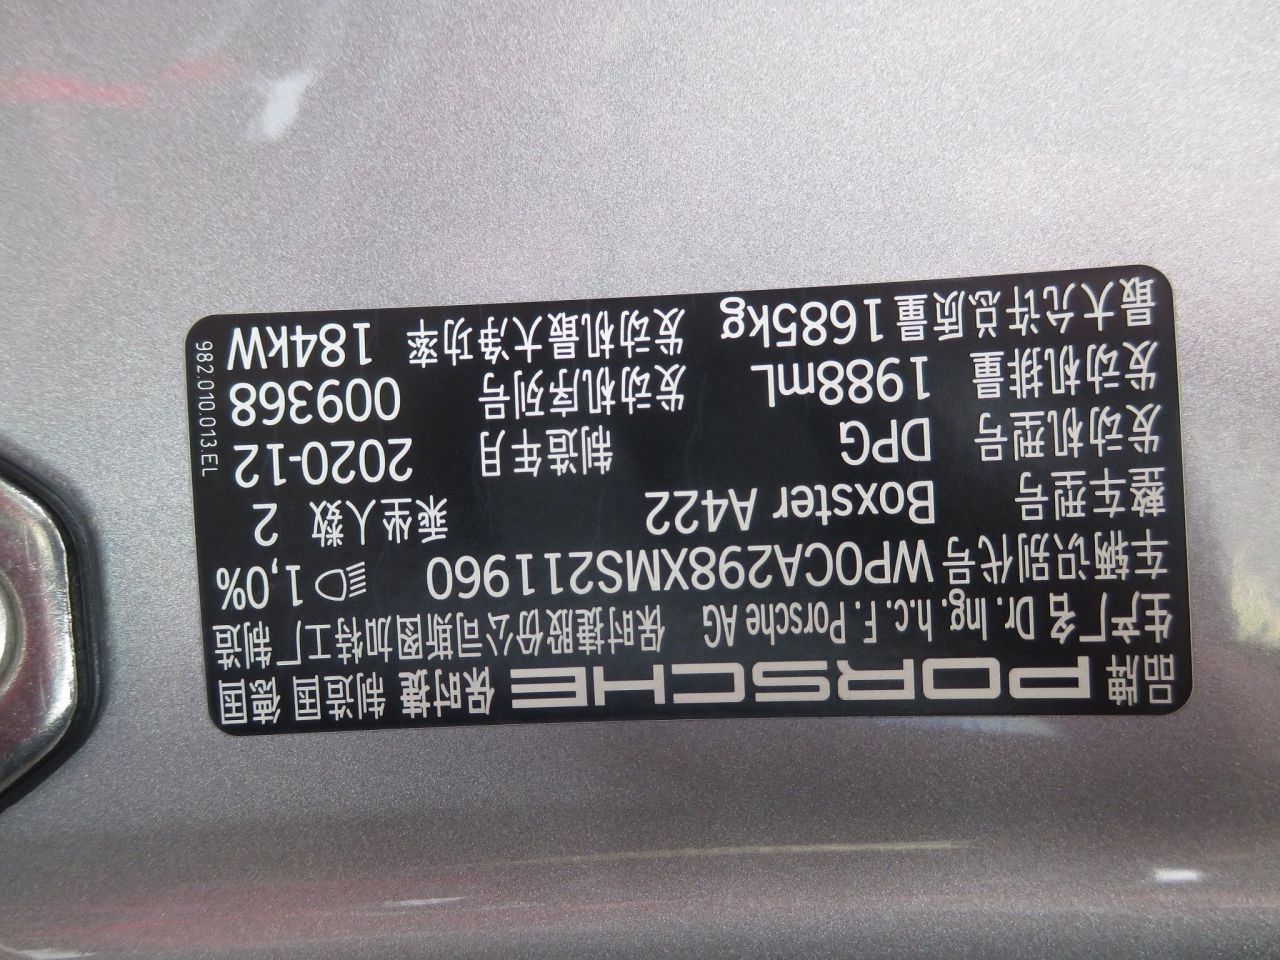 品牌 PORSCHE 保时捷 制造国 德国
生产厂名 Dr. Ing. h.c. F. Porsche AG 保时捷股份公司斯图加特工厂制造
车辆识别代号 WP0CA298XMS211960 1,0%
整车型号 Boxster A422 乘坐人数 2
发动机型号 DPG 制造年月 2020-12
发动机排量 1988mL 发动机序列号 009368
最大允许总质量 1685kg 发动机最大净功率 184kW
982.010.013.EL